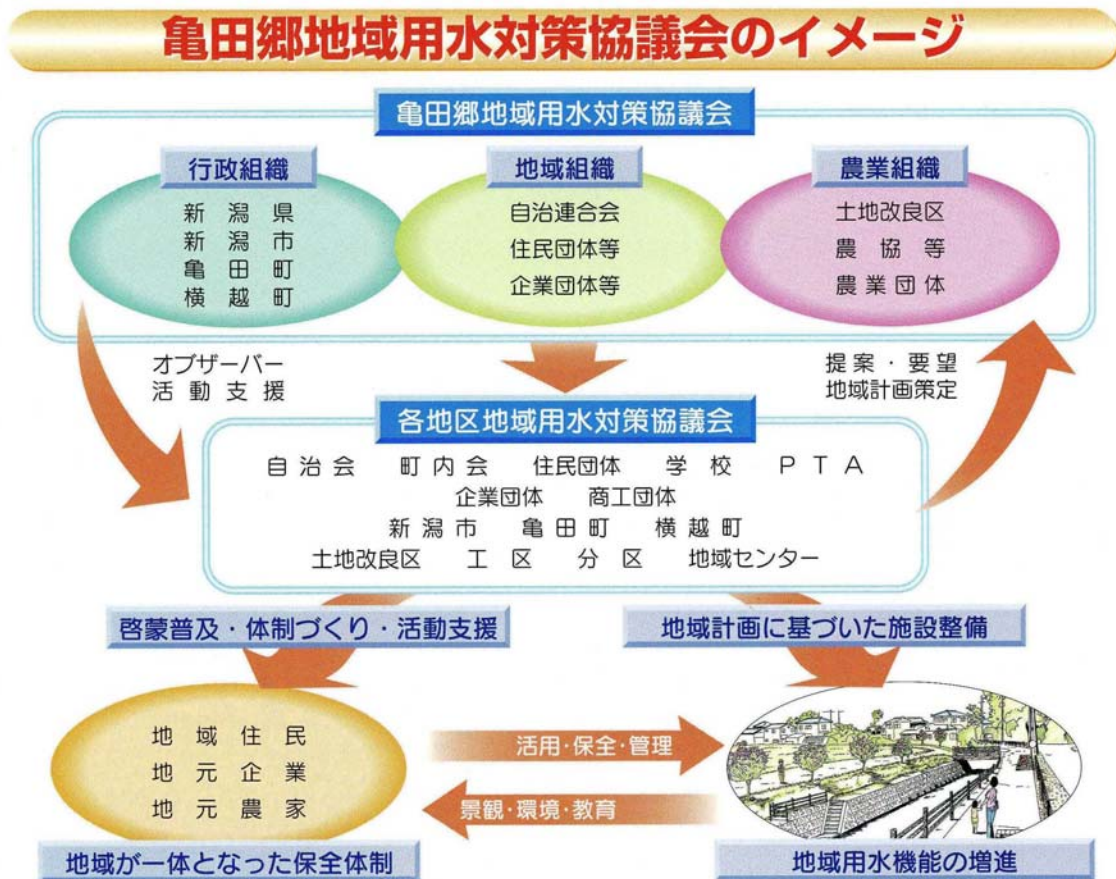 亀田郷地域用水対策協議会のイメージ
亀田郷地域用水対策協議会
行政組織
新潟県
新潟市
亀田町
横越町
地域組織
自治連合会
住民団体等
企業団体等
農業組織
土地改良区
農協等
農業団体
オブザーバー
活動支援
提案・要望
地域計画策定
各地区地域用水対策協議会
自治会 町内会 住民団体 学校 PTA
企業団体 商工団体
新潟市 亀田町 横越町
土地改良区 工区 分区 地域センター
啓蒙普及・体制づくり・活動支援
地域計画に基づいた施設整備
地域住民
地元企業
地元農家
活用・保全・管理
景観・環境・教育
地域が一体となった保全体制
地域用水機能の増進